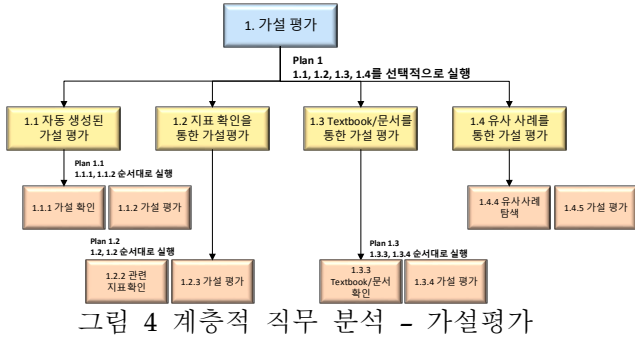 1. 가설 평가
Plan 1
1.1, 1.2, 1.3, 1.4를 선택적으로 실행
1.1 자동 생성된
가설 평가
1.2 지표 확인을
통한 가설평가
1.3 Textbook/문서를
통한 가설 평가
1.4 유사 사례를
통한 가설 평가
Plan 1.1
1.1.1, 1.1.2 순서대로 실행
1.1.1 가설 확인
1.1.2 가설 평가
1.4.4 유사사례
탐색
1.4.5 가설 평가
Plan 1.2
1.2, 1.2 순서대로 실행
Plan 1.3
1.3.3, 1.3.4 순서대로 실행
1.2.2 관련
지표확인
1.2.3 가설 평가
1.3.3
Textbook/문서
확인
1.3.4 가설 평가
그림 4 계층적 직무 분석 - 가설평가